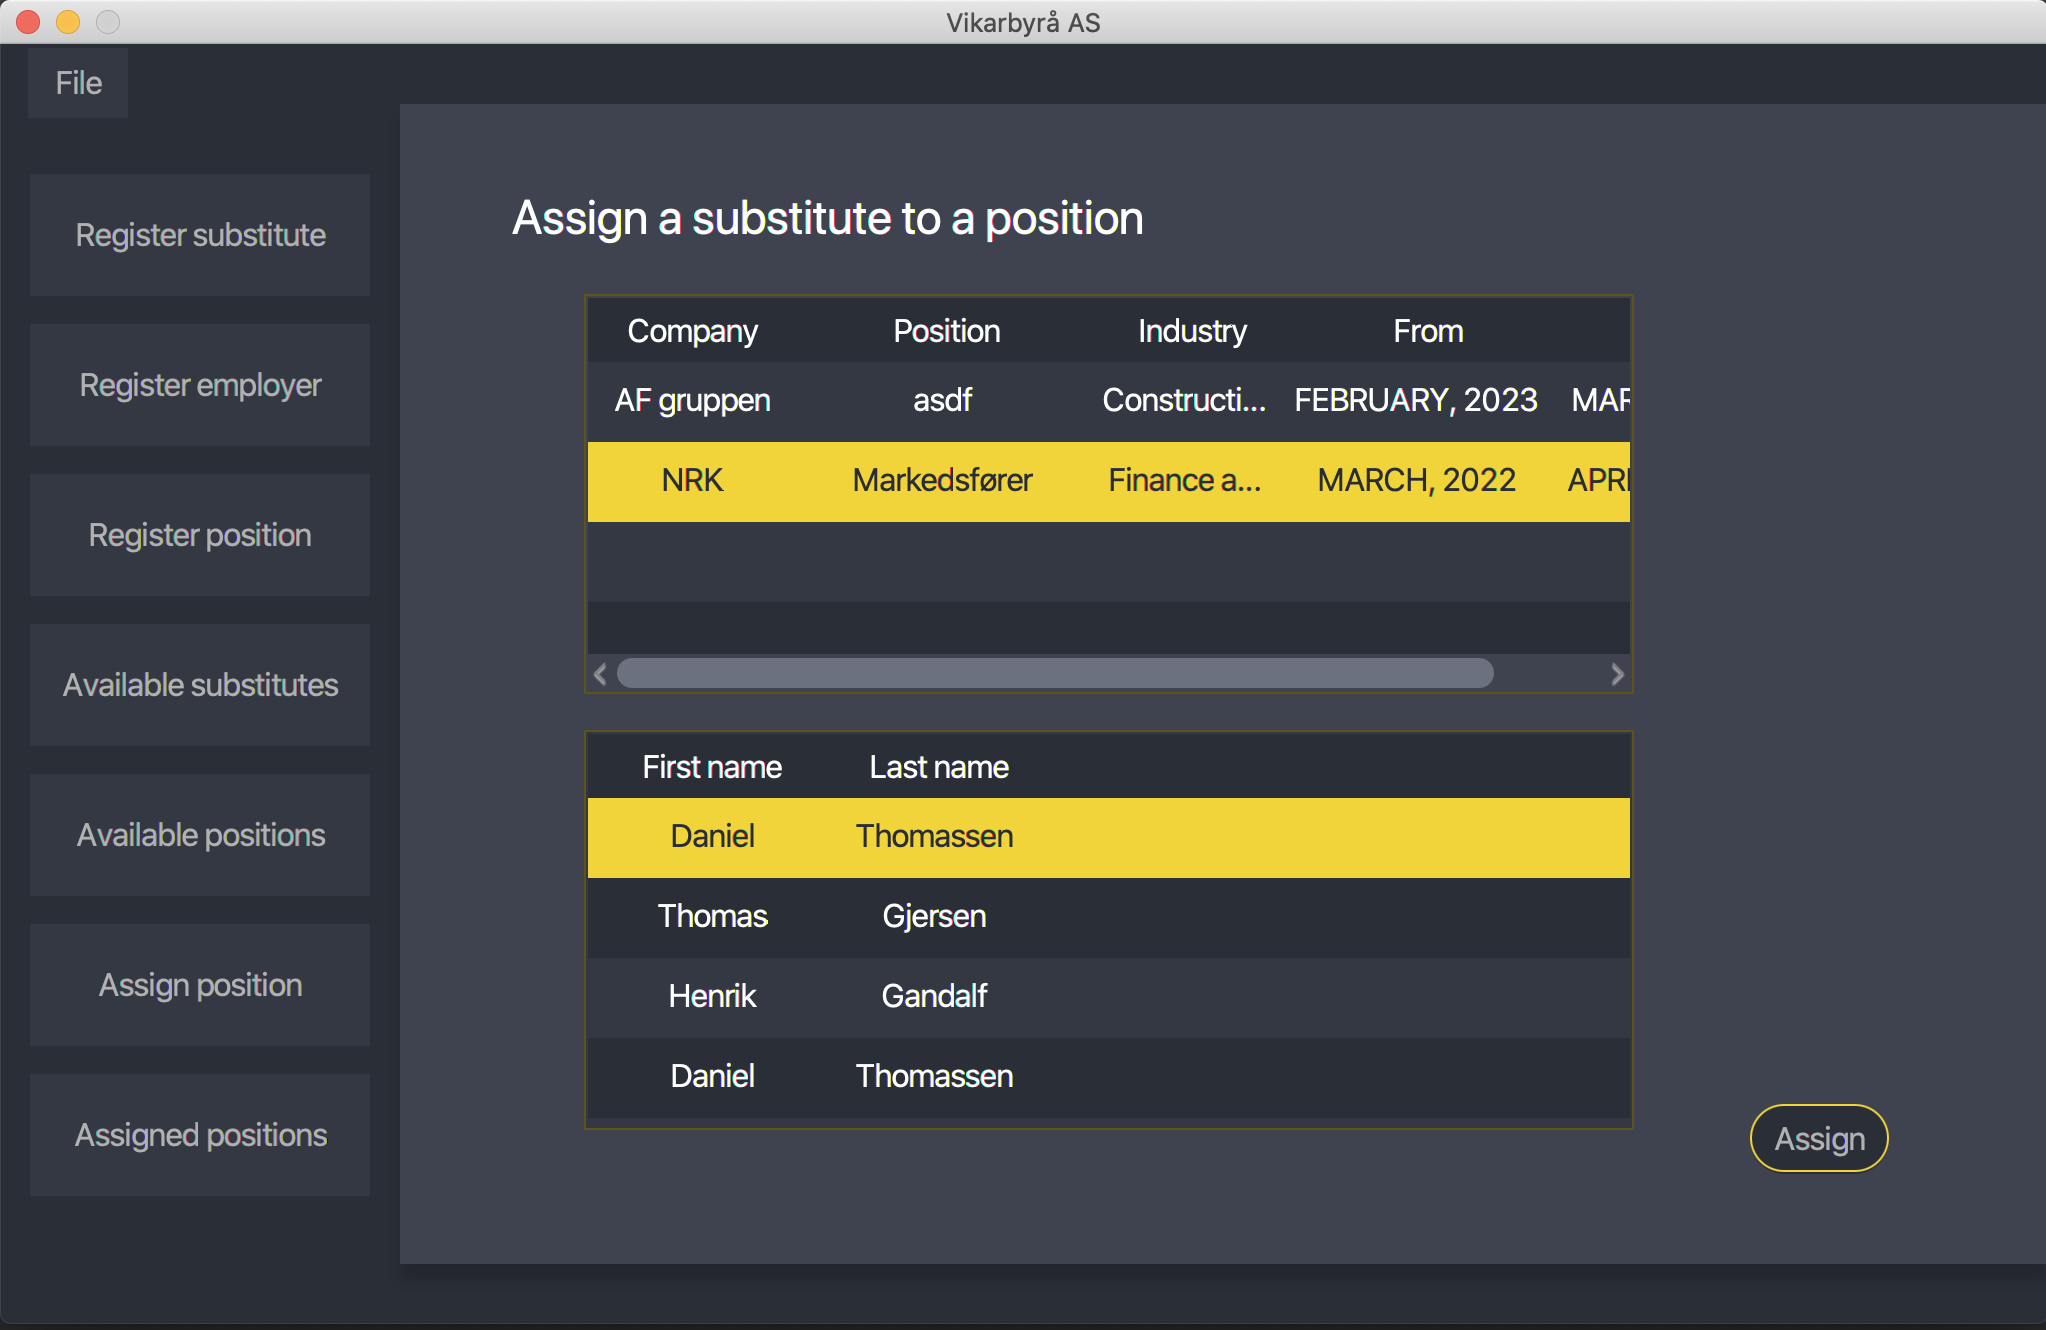 Vikarbyrå AS
File
Register substitute
Register employer
Register position
Available substitutes
Available positions
Assign position
Assigned positions
Assign a substitute to a position
Company Position Industry From
AF gruppen asdf Constructi... FEBRUARY, 2023 MAR
NRK Markedsfører Finance a... MARCH, 2022 APRI
First name Last name
Daniel Thomassen
Thomas Gjersen
Henrik Gandalf
Daniel Thomassen
Assign